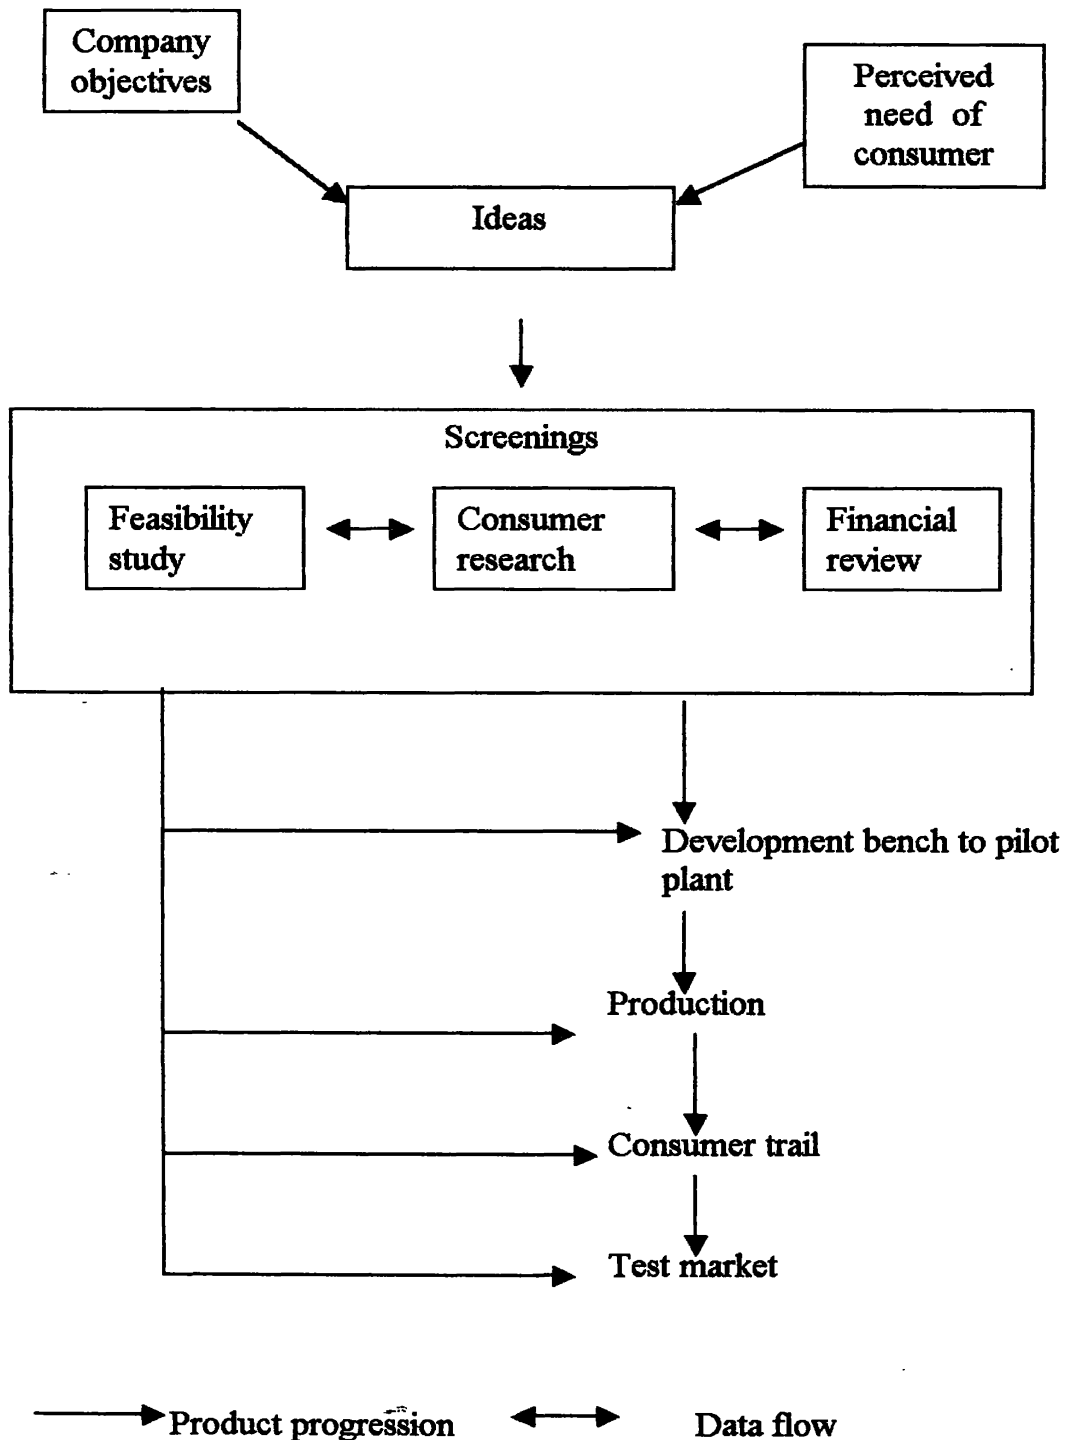 Company
objectives
Perceived
need of
consumer
Ideas
Screenings
Feasibility
study
Consumer
research
Financial
review
Development bench to pilot
plant
Production
Consumer trail
Test market
Product progression
Data flow